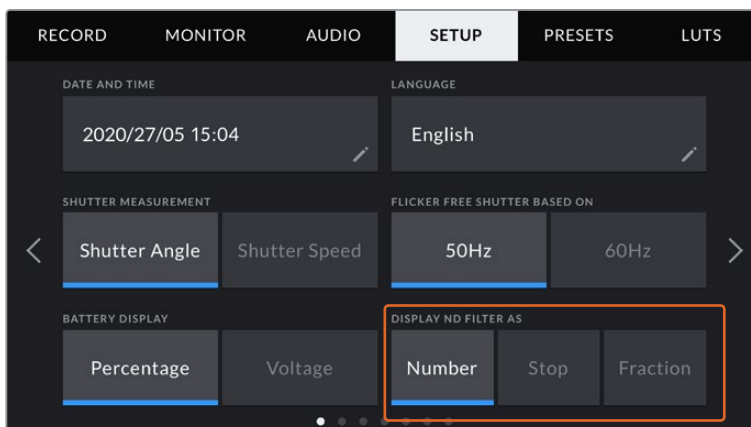 RECORD MONITOR AUDIO SETUP PRESETS LUTS
DATE AND TIME LANGUAGE
2020/27/05 15:04 English
SHUTTER MEASUREMENT FLICKER FREE SHUTTER BASED ON
Shutter Angle Shutter Speed 50Hz 60Hz
BATTERY DISPLAY DISPLAY ND FILTER AS
Percentage Voltage Number Stop Fraction